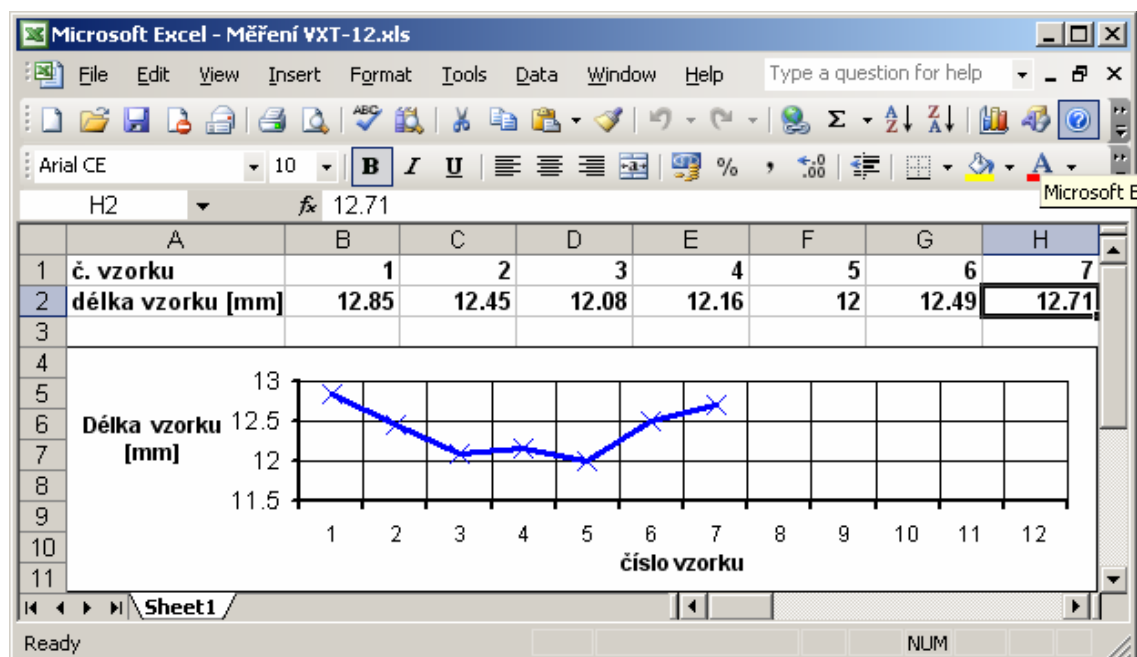 Microsoft Excel - Měření VXT-12.xls
File Edit View Insert Format Tools Data Window Help Type a question for help
ABC Σ A Z Z A ?
Arial CE 10 B I U a % , .0 .00 A
Microsoft E
H2 fx 12.71
A B C D E F G H
1 č. vzorku 1 2 3 4 5 6 7
2 délka vzorku [mm] 12.85 12.45 12.08 12.16 12 12.49 12.71
3
4
5
6
7
8
9
10
11
13
12.5
12
11.5
Délka vzorku
[mm]
1 2 3 4 5 6 7 8 9 10 11 12
číslo vzorku
Sheet1
Ready NUM